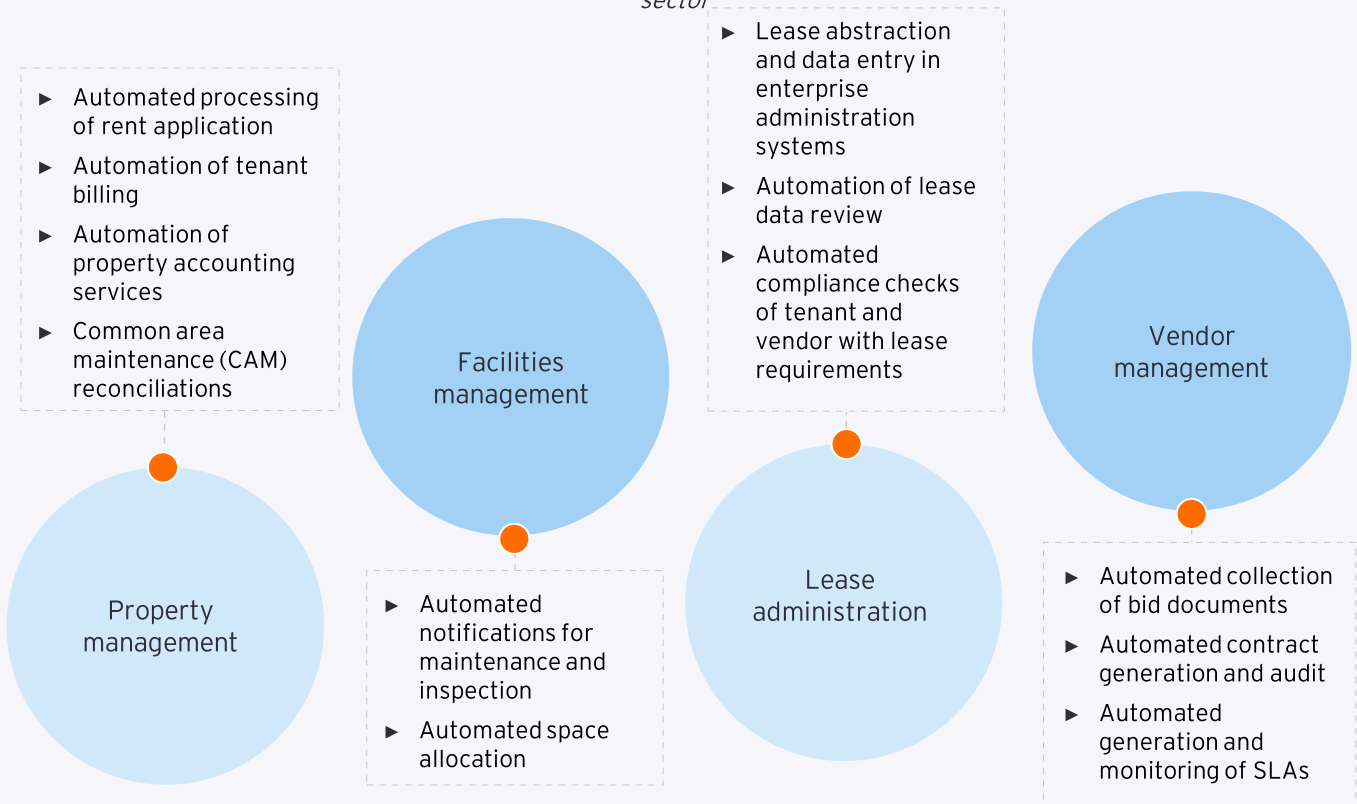 sector
► Automated processing
of rent application
► Automation of tenant
billing
► Automation of
property accounting
services
► Common area
maintenance (CAM)
reconciliations
Property
management
Facilities
management
► Automated
notifications for
maintenance and
inspection
► Automated space
allocation
► Lease abstraction
and data entry in
enterprise
administration
systems
► Automation of lease
data review
► Automated
compliance checks
of tenant and
vendor with lease
requirements
Lease
administration
Vendor
management
► Automated collection
of bid documents
► Automated contract
generation and audit
► Automated
generation and
monitoring of SLAs